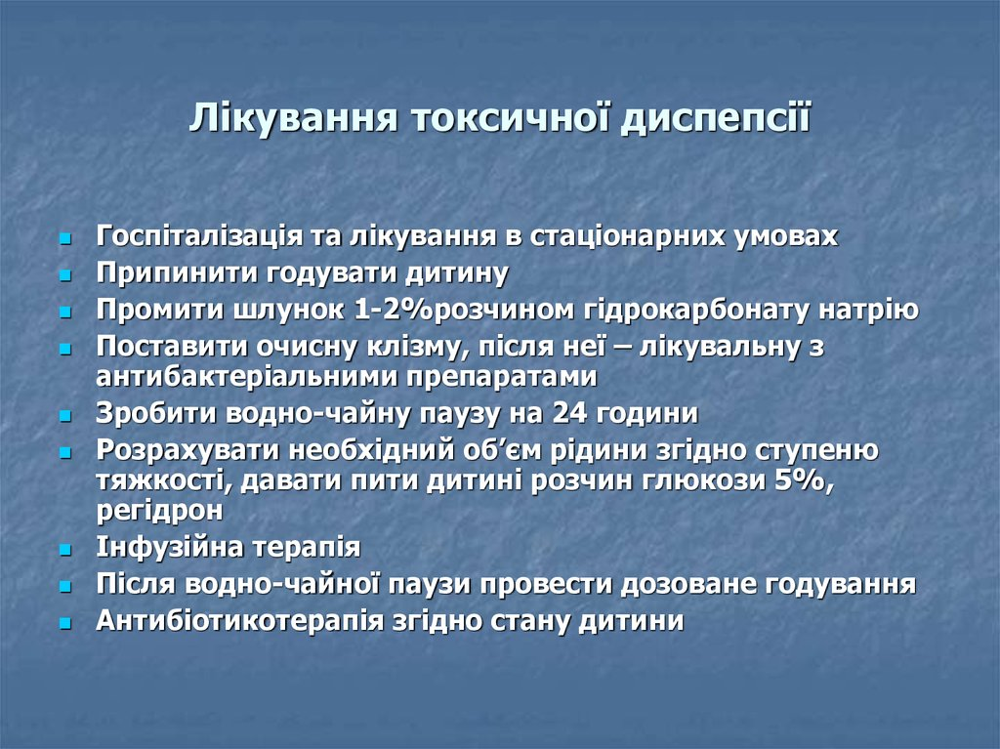 Лікування токсичної диспепсії
Госпіталізація та лікування в стаціонарних умовах
Припинити годувати дитину
Промити шлунок 1-2%розчином гідрокарбонату натрію
Поставити очисну клізму, після неї – лікувальну з
антибактеріальними препаратами
Зробити водно-чайну паузу на 24 години
Розрахувати необхідний об’єм рідини згідно ступеню
тяжкості, давати пити дитині розчин глюкози 5%,
регідрон
Інфузійна терапія
Після водно-чайної паузи провести дозоване годування
Антибіотикотерапія згідно стану дитини